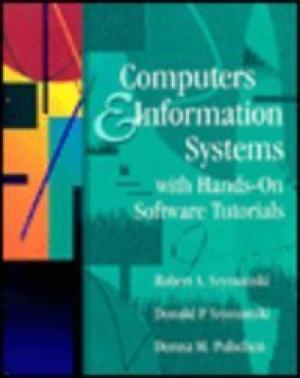 Computers
& Information
Systems
with Hands-On
Software Tutorials
Robert A. Szymanski
Donald P. Szymanski
Donna M. Pulschen